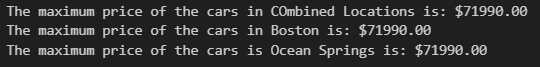 The maximum price of the cars in COmbined Locations is: $71990.00
The maximum price of the cars in Boston is: $71990.00
The maximum price of the cars is Ocean Springs is: $71990.00